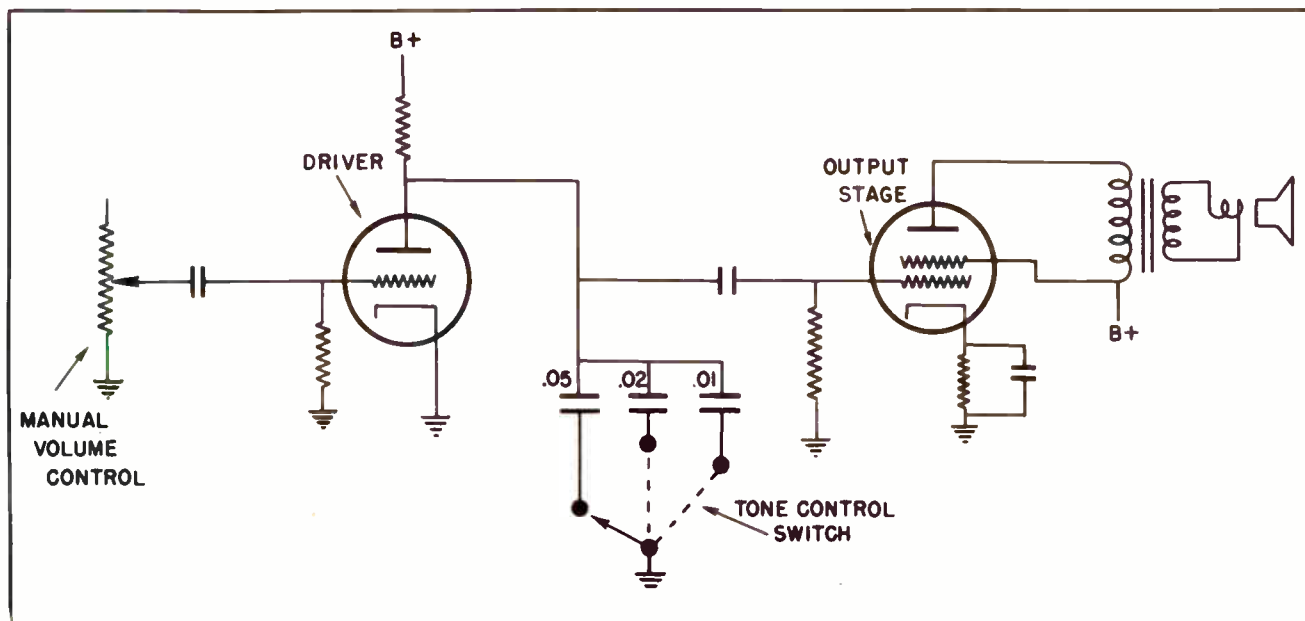 B+
DRIVER
OUTPUT
STAGE
MANUAL
VOLUME
CONTROL
.05
.02
.01
TONE CONTROL
SWITCH
B+